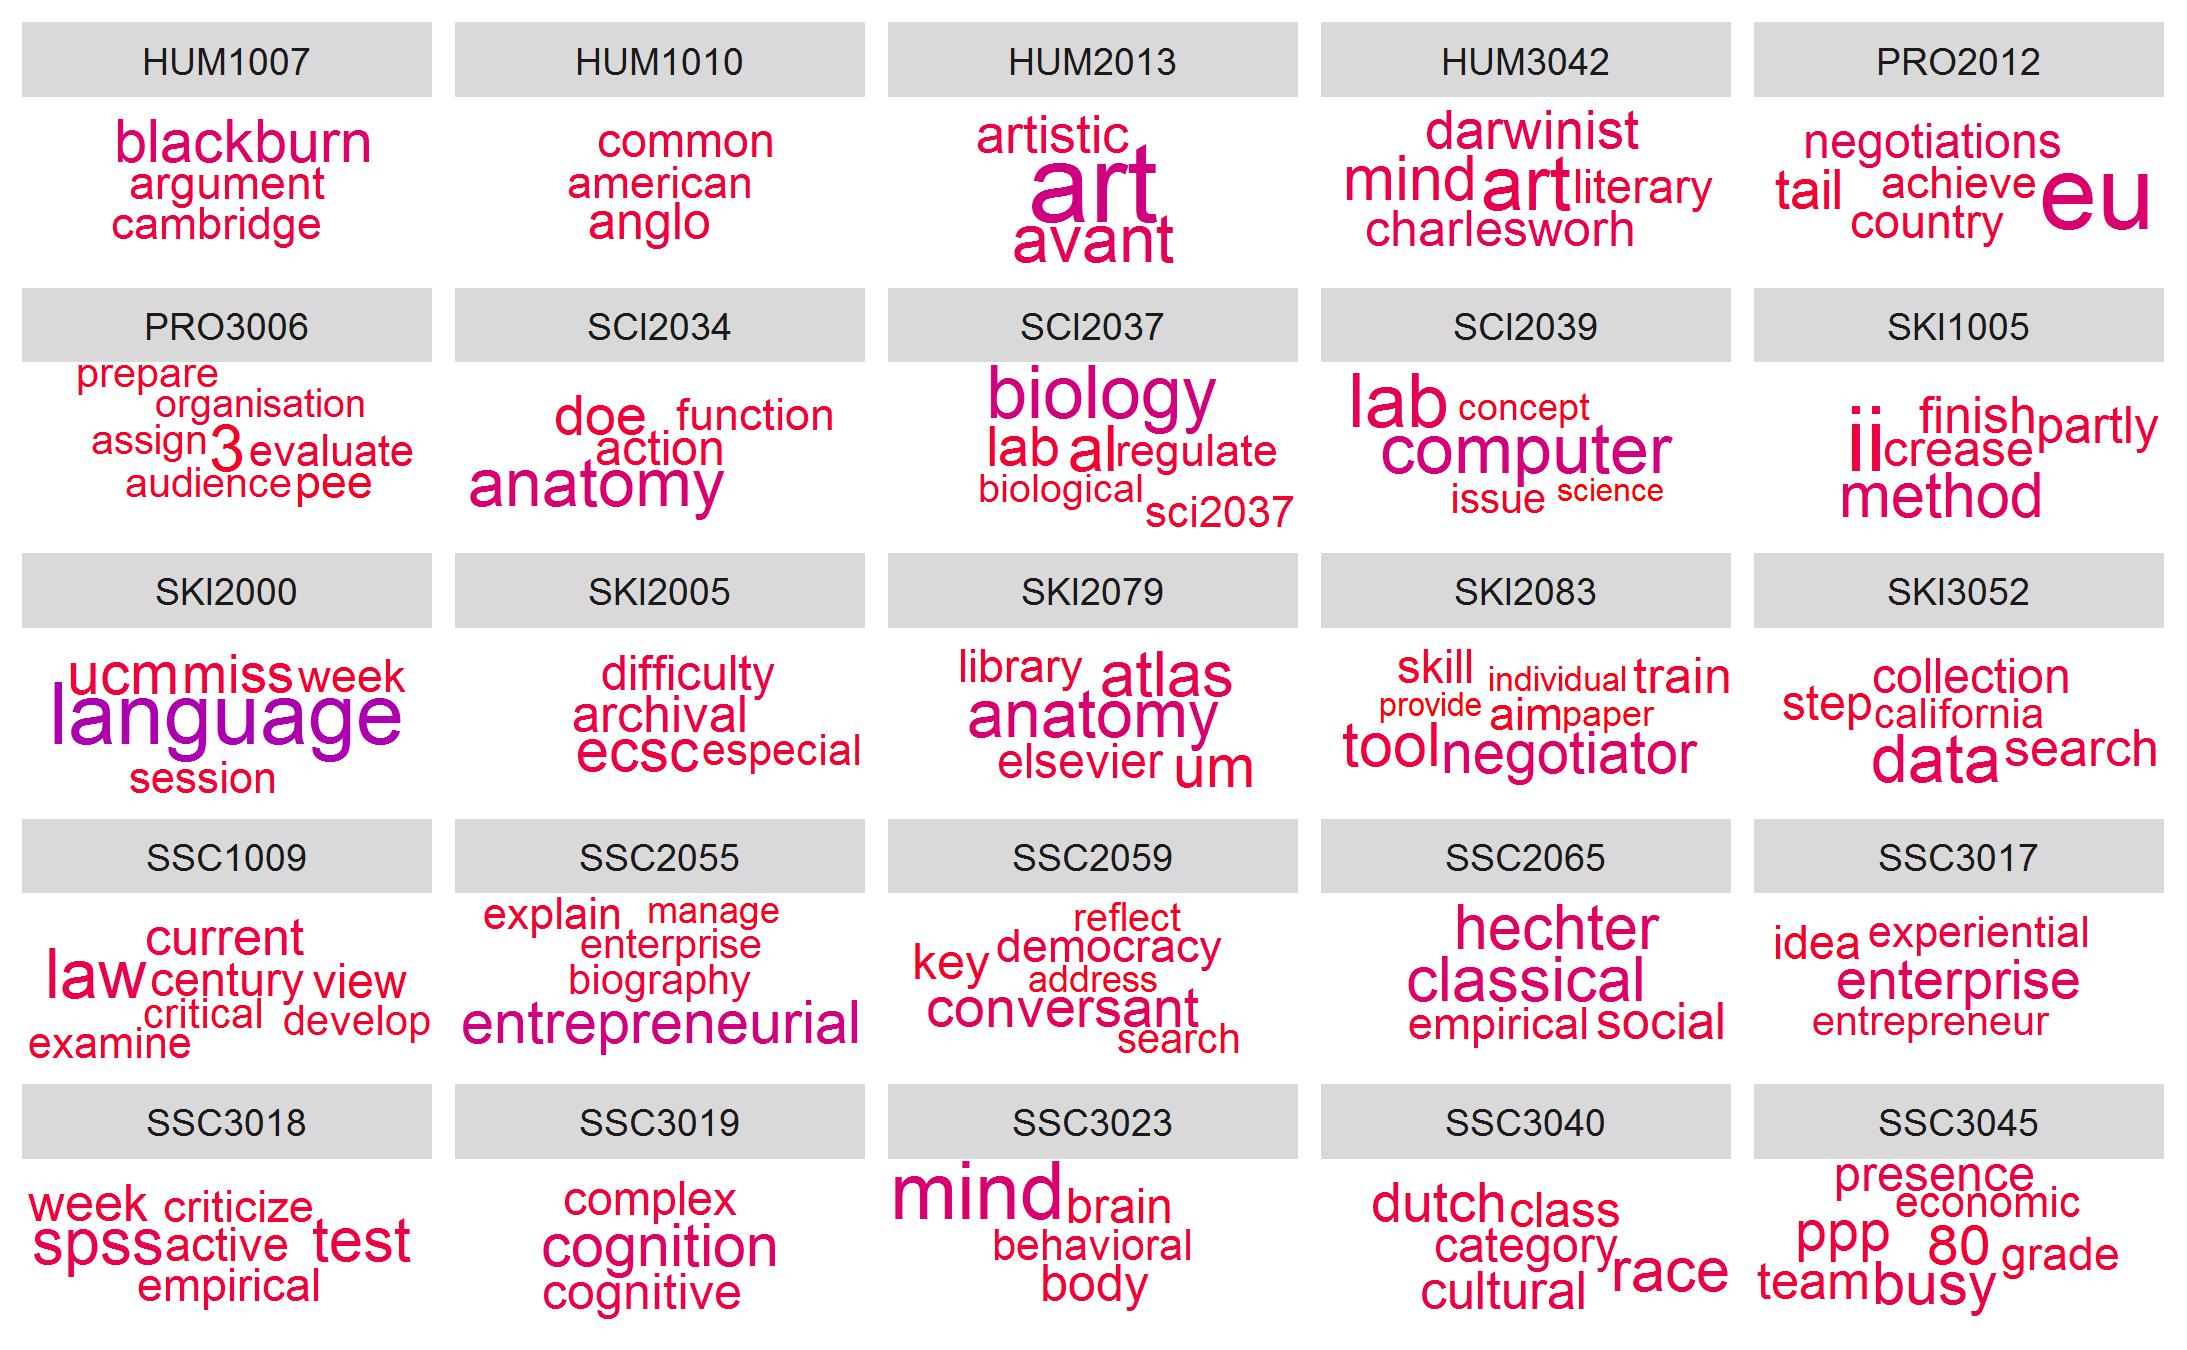 HUM1007 HUM1010 HUM2013 HUM3042 PRO2012
blackburn
argument
cambridge
common
american
anglo
artistic
art
avant
darwinist
mind art literary
charlesworh
negotiations
tail achieve eu
country
PRO3006 SCI2034 SCI2037 SCI2039 SKI1005
prepare
organisation
assign 3 evaluate
audience pee
doe function
action
anatomy
biology
lab al regulate
biological
sci2037
lab concept
computer
issue science
ii finish partly
crease
method
SKI2000 SKI2005 SKI2079 SKI2083 SKI3052
ucm miss week
language
session
difficulty
archival
ecsc especial
library atlas
anatomy
elsevier um
skill individual train
provide aim paper
tool negotiator
collection
step california
data search
SSC1009 SSC2055 SSC2059 SSC2065 SSC3017
current
law century view
critical develop
examine
explain manage
enterprise
biography
entrepreneurial
reflect
key democracy
address
conversant
search
hechter
classical
empirical social
idea experiential
enterprise
entrepreneur
SSC3018 SSC3019 SSC3023 SSC3040 SSC3045
week criticize
spss active test
empirical
complex
cognition
cognitive
mind brain
behavioral
body
dutch class
category
cultural race
presence
economic
ppp 80 grade
team busy